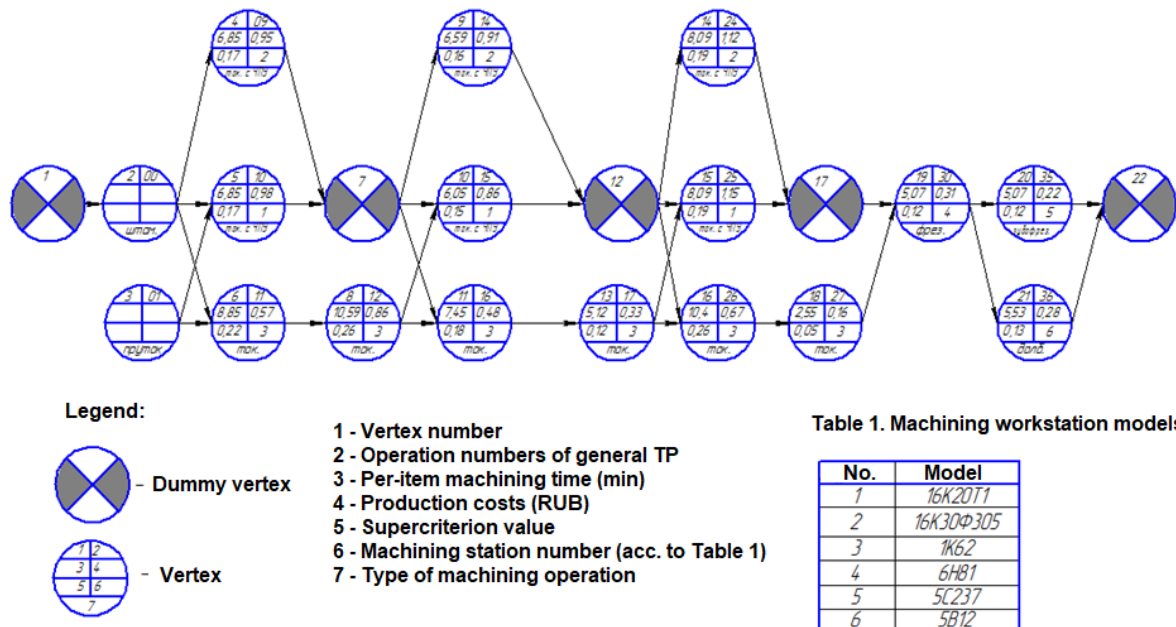 4 09
6,85 0,95
0,17 2
ток. с ЧПУ
9 14
6,59 0,91
0,16 2
ток. с ЧПУ
14 24
8,09 1,12
0,19 2
ток. с ЧПУ
1
2 00
штам.
5 10
6,85 0,98
0,17 1
ток. с ЧПУ
7
10 15
6,05 0,86
0,15 1
ток. с ЧПУ
12
15 25
8,09 1,15
0,19 1
ток. с ЧПУ
17
19 30
5,07 0,31
0,12 4
фрез.
20 35
5,07 0,22
0,12 5
зубофрез.
22
3 01
пруток
6 11
8,85 0,57
0,22 3
ток.
8 12
10,59 0,86
0,26 3
ток.
11 16
7,45 0,48
0,18 3
ток.
13 17
5,12 0,33
0,12 3
ток.
16 26
10,4 0,67
0,26 3
ток.
18 27
2,55 0,16
0,05 3
ток.
21 36
5,53 0,28
0,13 6
долб.
Legend:
- Dummy vertex
1 2
3 4
5 6
7
- Vertex
1 - Vertex number
2 - Operation numbers of general TP
3 - Per-item machining time (min)
4 - Production costs (RUB)
5 - Supercriterion value
6 - Machining station number (acc. to Table 1)
7 - Type of machining operation
Table 1. Machining workstation models
No. Model
1 16К20Т1
2 16К30Ф305
3 1К62
4 6Н81
5 5С237
6 5В12